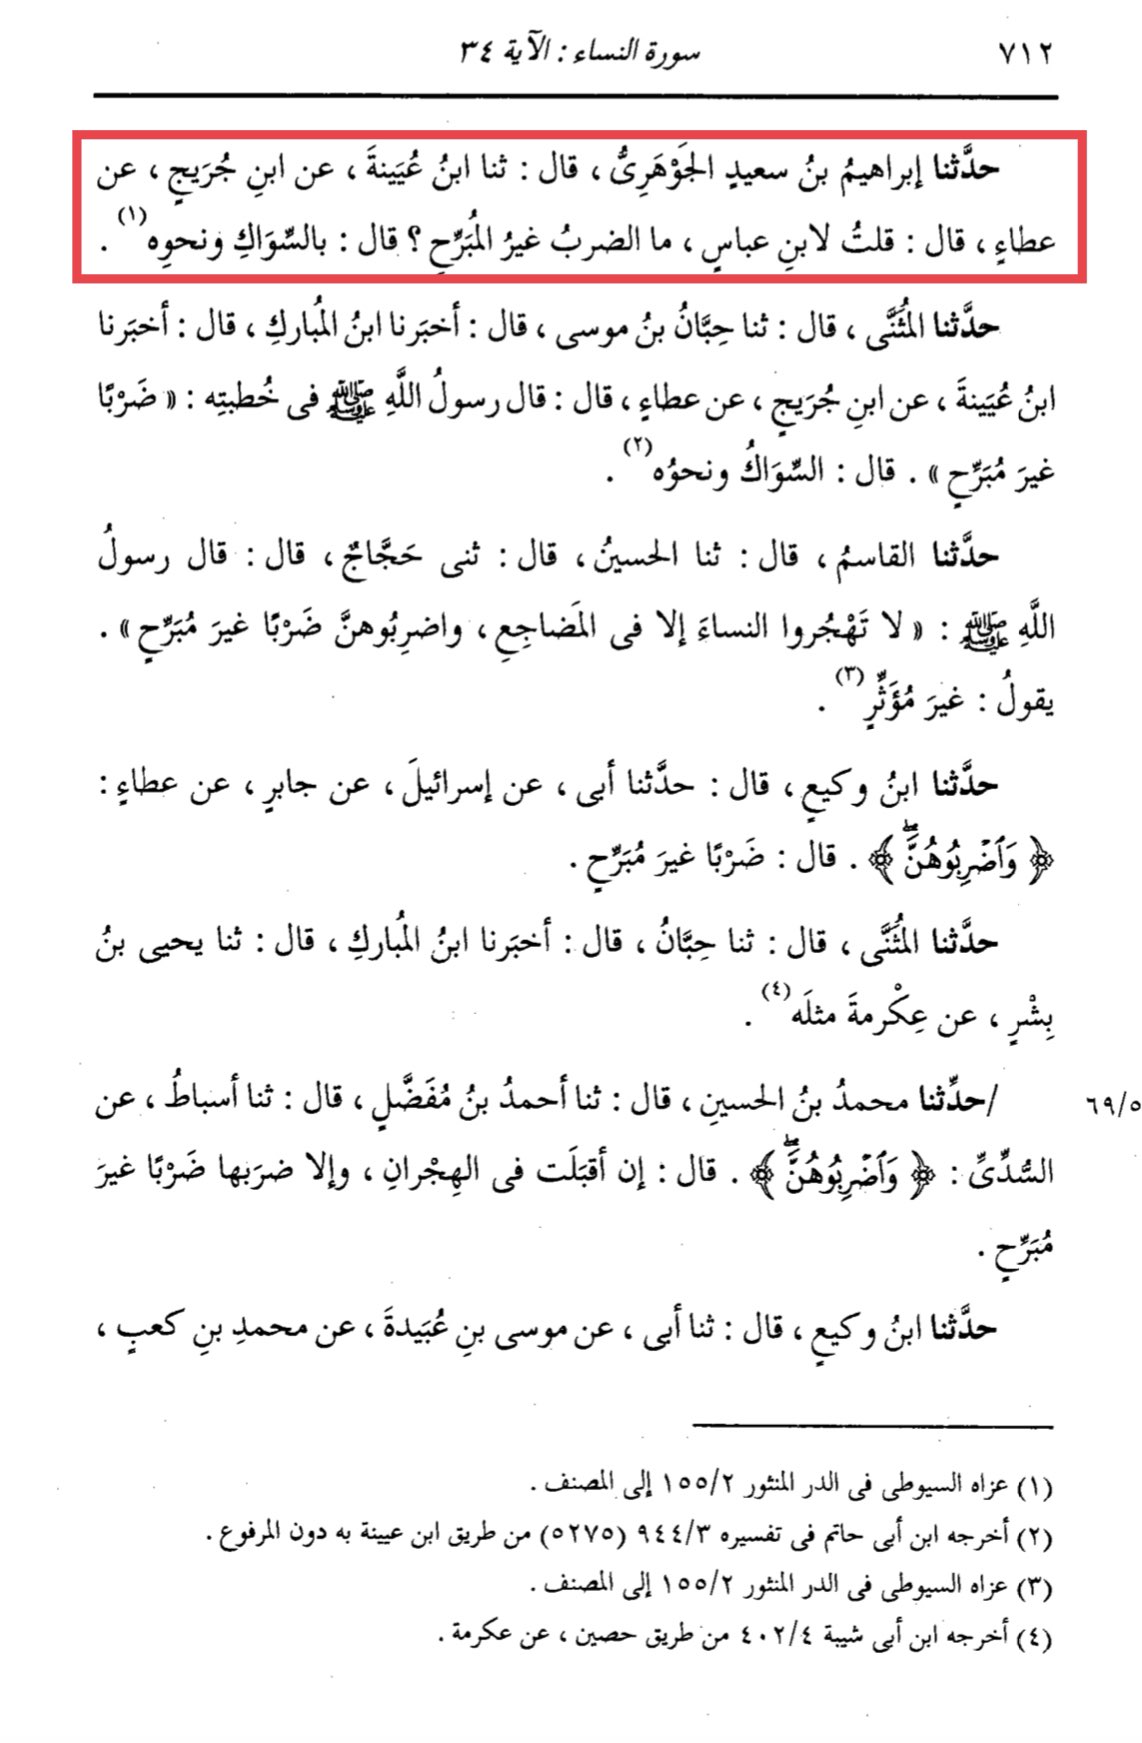 ٧١٢
سورة النساء : الآية ٣٤
حدَّثنا إبراهيمُ بنُ سعيدٍ الجَوْهَرِىُّ ، قال : ثنا ابنُ عُيَينةَ ، عن ابنِ جُرَيجٍ ، عن
عطاءٍ ، قال : قلتُ لابنِ عباسٍ ، ما الضربُ غيرُ المُبَرِّحِ ؟ قال : بالسِّوَاكِ ونحوِه(١) .
حدَّثنا المُثَنَّى ، قال : ثنا حِبَّانُ بنُ موسى ، قال : أخبَرنا ابنُ المُباركِ ، قال : أخبَرنا
ابنُ عُيَينةَ ، عن ابنِ جُرَيجٍ ، عن عطاءٍ ، قال : قال رسولُ اللَّهِ ﷺ فى خُطبتِه : « ضَرْبًا
غيرَ مُبَرِّحٍ » . قال : السِّوَاكُ ونحوُه(٢) .
حدَّثنا القاسمُ ، قال : ثنا الحسينُ ، قال : ثنى حَجَّاجٌ ، قال : قال رسولُ
اللَّهِ ﷺ : « لا تَهْجُروا النساءَ إلا فى المَضاجِعِ ، واضرِبُوهنَّ ضَرْبًا غيرَ مُبَرِّحٍ » .
يقولُ : غيرَ مُؤَثِّرٍ(٣) .
حدَّثنا ابنُ وكيعٍ ، قال : حدَّثنا أبى ، عن إسرائيلَ ، عن جابرٍ ، عن عطاءٍ :
﴿ وَٱضْرِبُوهُنَّۖ ﴾ . قال : ضَرْبًا غيرَ مُبَرِّحٍ .
حدَّثنا المُثَنَّى ، قال : ثنا حِبَّانُ ، قال : أخبَرنا ابنُ المُباركِ ، قال : ثنا يحيى بنُ
بِشْرٍ ، عن عِكْرمةَ مثلَه(٤) .
٦٩/٥ /حدِّثنا محمدُ بنُ الحسينِ ، قال : ثنا أحمدُ بنُ مُفَضَّلٍ ، قال : ثنا أسباطُ ، عن
السُّدِّىِّ : ﴿ وَٱضْرِبُوهُنَّۖ ﴾ . قال : إن أقبَلَت فى الهِجْرانِ ، وإلا ضرَبها ضَرْبًا غيرَ
مُبَرِّحٍ .
حدَّثنا ابنُ وكيعٍ ، قال : ثنا أبى ، عن موسى بنِ عُبَيدةَ ، عن محمدِ بنِ كعبٍ ،
(١) عزاه السيوطى فى الدر المنثور ١٥٥/٢ إلى المصنف .
(٢) أخرجه ابن أبى حاتم فى تفسيره ٩٤٤/٣ (٥٢٧٥) من طريق ابن عيينة به دون المرفوع .
(٣) عزاه السيوطى فى الدر المنثور ١٥٥/٢ إلى المصنف .
(٤) أخرجه ابن أبى شيبة ٤٠٢/٤ من طريق حصين ، عن عكرمة .